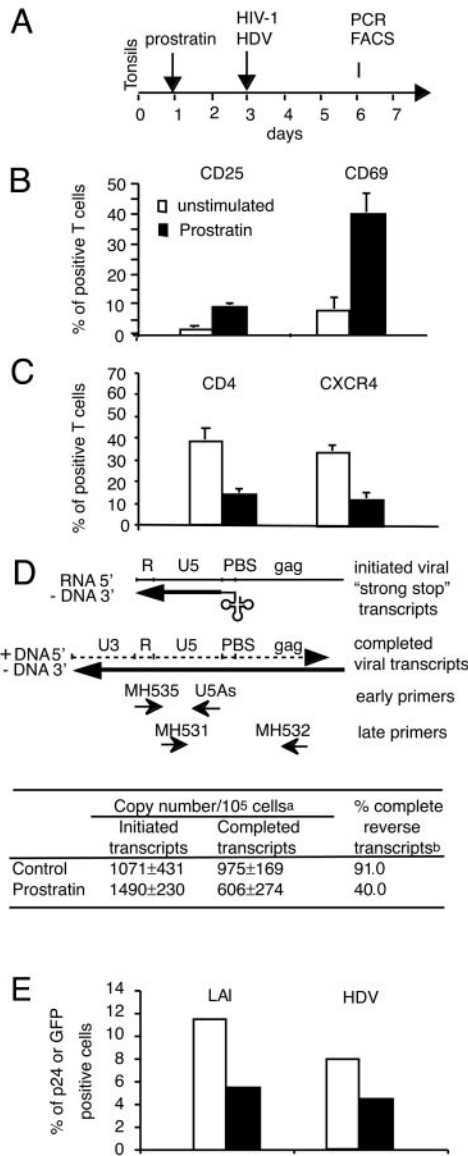 A
Tonsils
prostratin
HIV-1
HDV
PCR
FACS
0 1 2 3 4 5 6 7
days
B
CD25 CD69
% of positive T cells
50
40
30
20
10
0
unstimulated
Prostratin
C
CD4 CXCR4
% of positive T cells
70
60
50
40
30
20
10
0
D
R U5 PBS gag
RNA 5'
- DNA 3'
initiated viral
"strong stop"
transcripts
U3 R U5 PBS gag
+ DNA 5'
- DNA 3'
completed
viral transcripts
MH535 U5As
early primers
MH531 MH532
late primers
Copy number/10⁵ cellsᵃ % complete
Initiated Completed reverse
transcripts transcripts transcriptsᵇ
Control 1071±431 975±169 91.0
Prostratin 1490±230 606±274 40.0
E
LAI HDV
% of p24 or GFP
positive cells
14
12
10
8
6
4
2
0